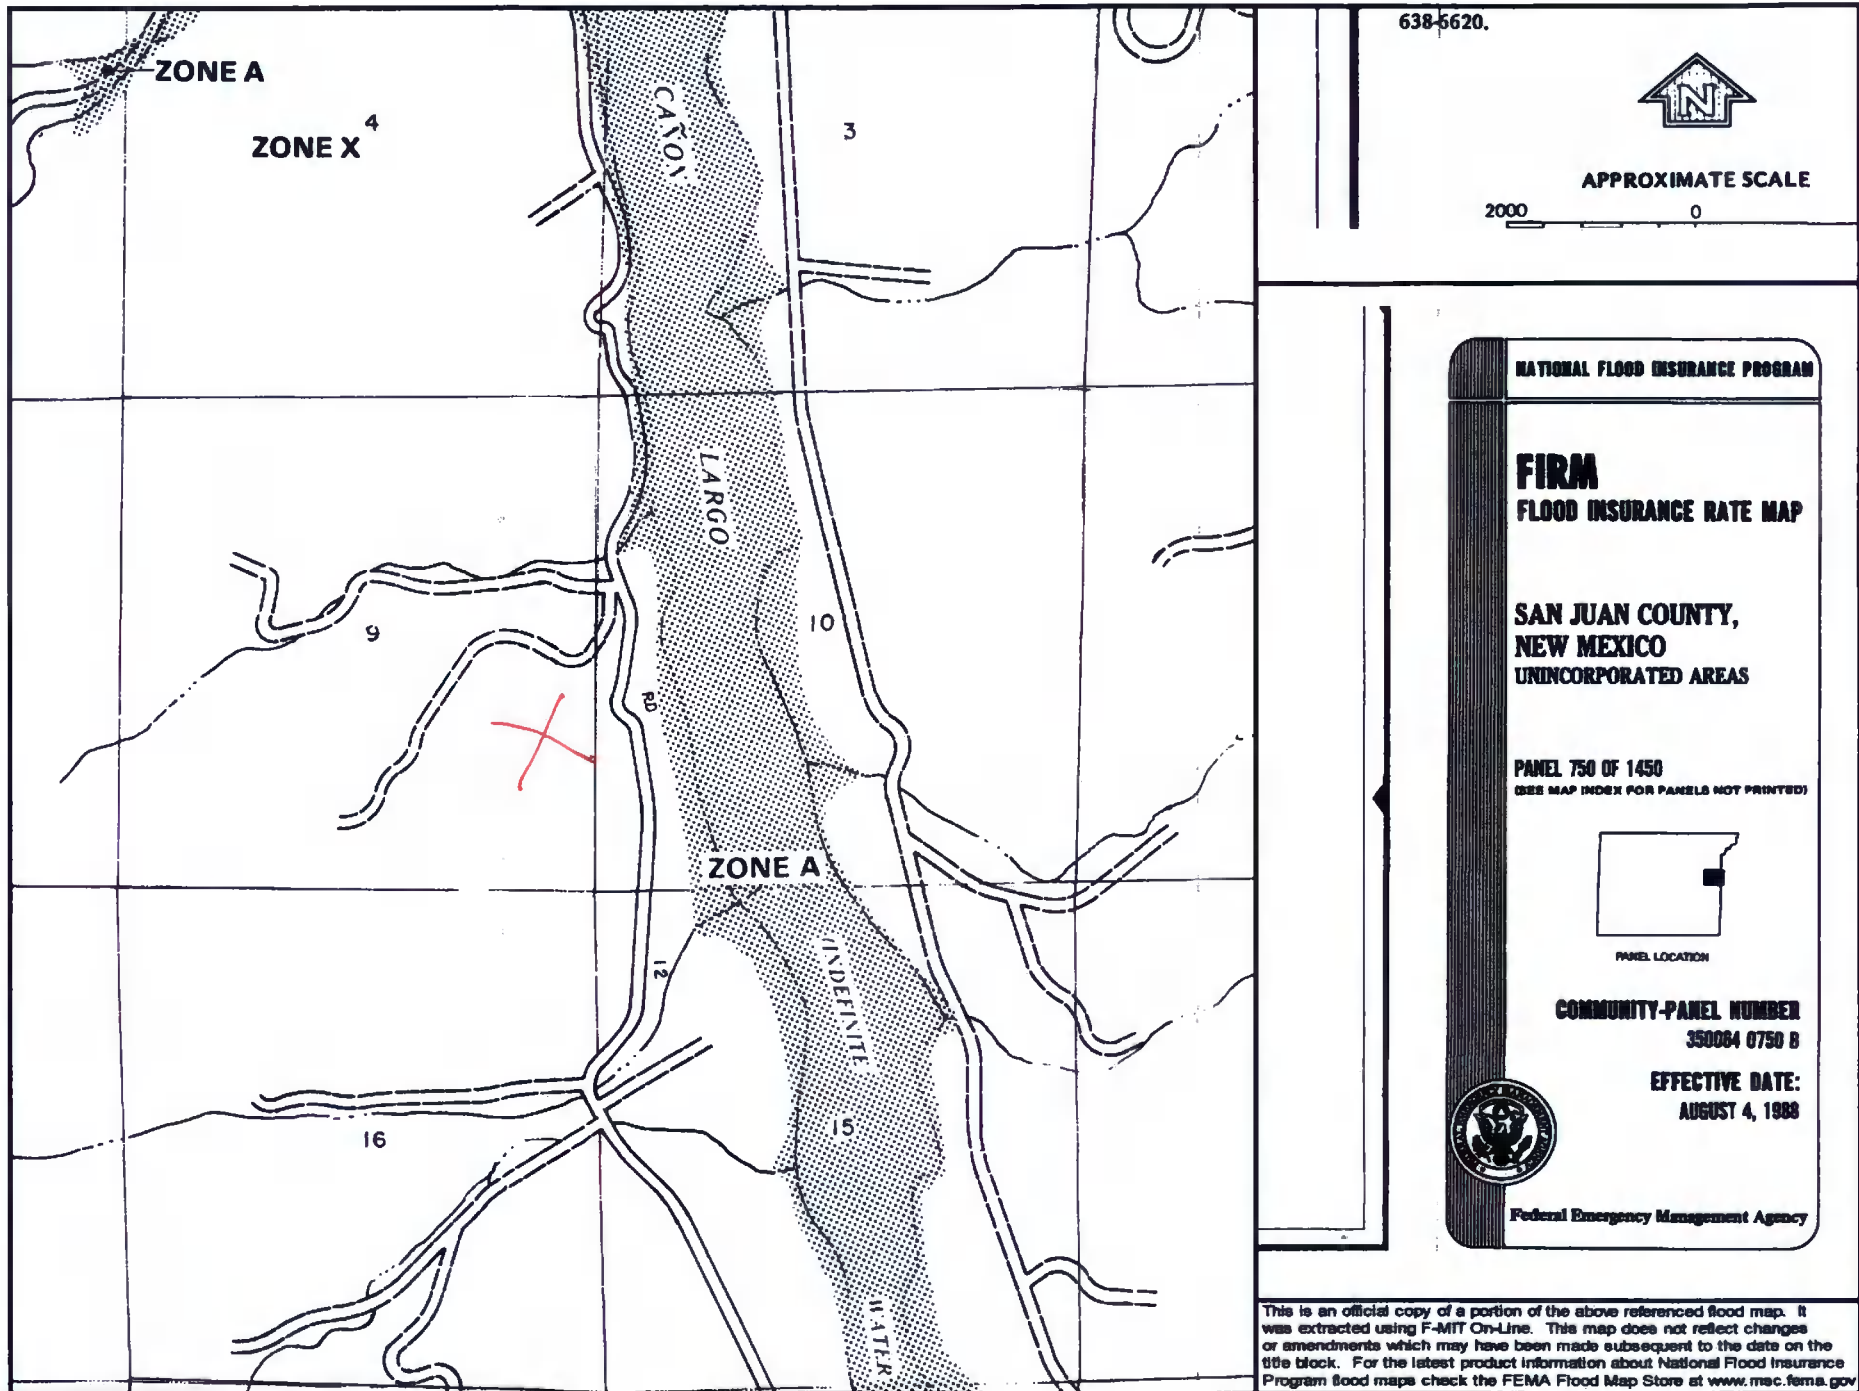 ZONE A
ZONE X
4
3
CAÑON
LARGO
9
10
RD
ZONE A
INDEFINITE
12
16
15
WATER
638-6620.
N
APPROXIMATE SCALE
2000 0
NATIONAL FLOOD INSURANCE PROGRAM
FIRM
FLOOD INSURANCE RATE MAP
SAN JUAN COUNTY,
NEW MEXICO
UNINCORPORATED AREAS
PANEL 750 OF 1450
(SEE MAP INDEX FOR PANELS NOT PRINTED)
PANEL LOCATION
COMMUNITY-PANEL NUMBER
350064 0750 B
EFFECTIVE DATE:
AUGUST 4, 1988
Federal Emergency Management Agency
This is an official copy of a portion of the above referenced flood map. It
was extracted using F-MIT On-Line. This map does not reflect changes
or amendments which may have been made subsequent to the date on the
title block. For the latest product information about National Flood Insurance
Program flood maps check the FEMA Flood Map Store at www.msc.fema.gov